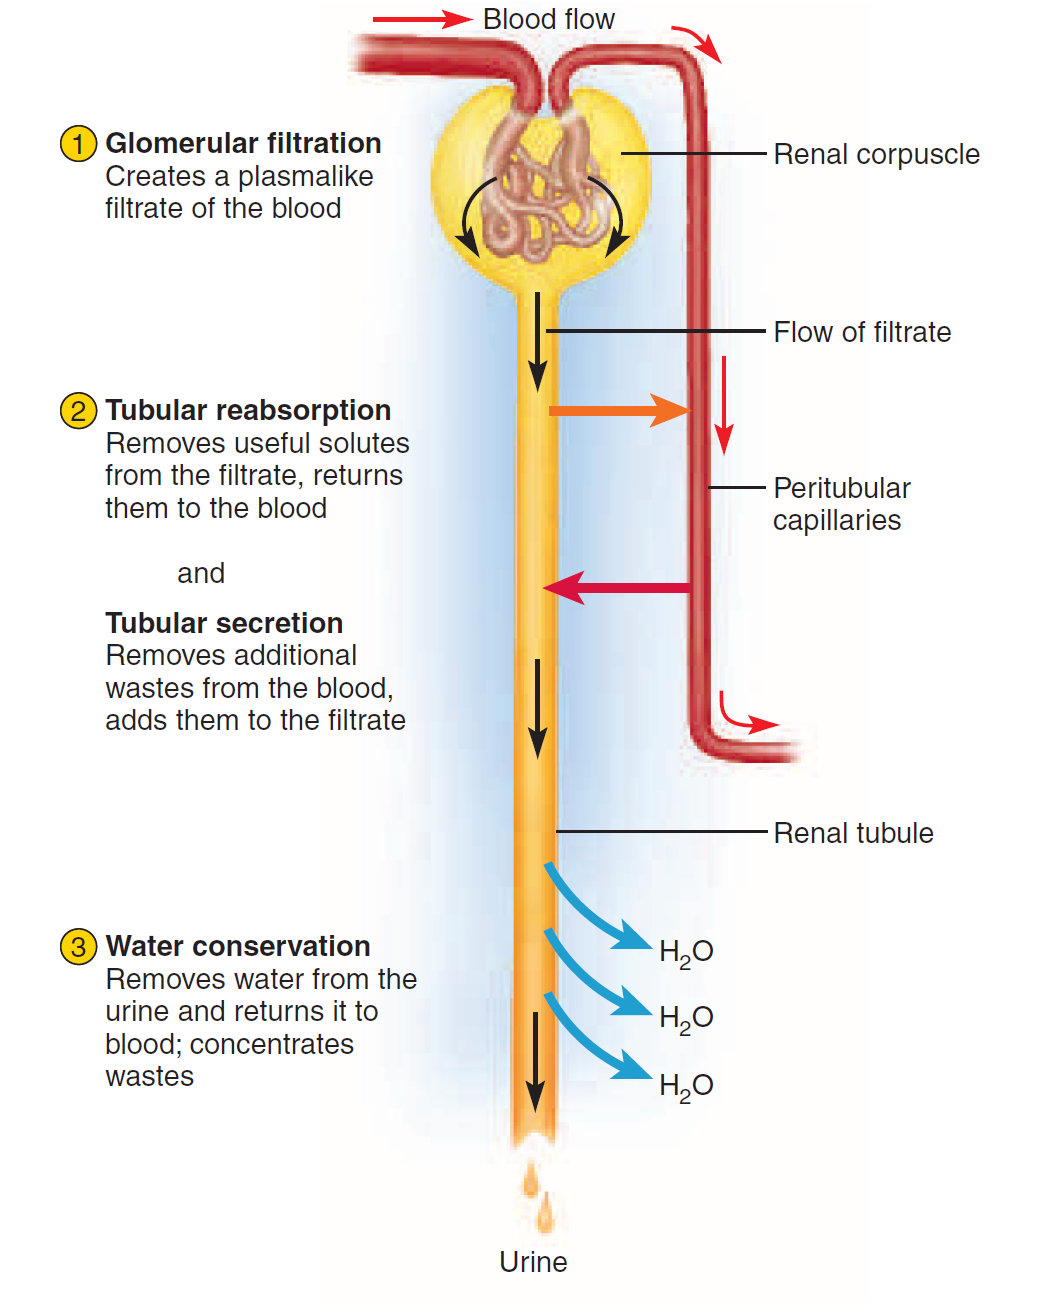 Blood flow
1 Glomerular filtration
Creates a plasmalike
filtrate of the blood
Renal corpuscle
Flow of filtrate
2 Tubular reabsorption
Removes useful solutes
from the filtrate, returns
them to the blood
and
Tubular secretion
Removes additional
wastes from the blood,
adds them to the filtrate
Peritubular
capillaries
Renal tubule
3 Water conservation
Removes water from the
urine and returns it to
blood; concentrates
wastes
H₂O
H₂O
H₂O
Urine